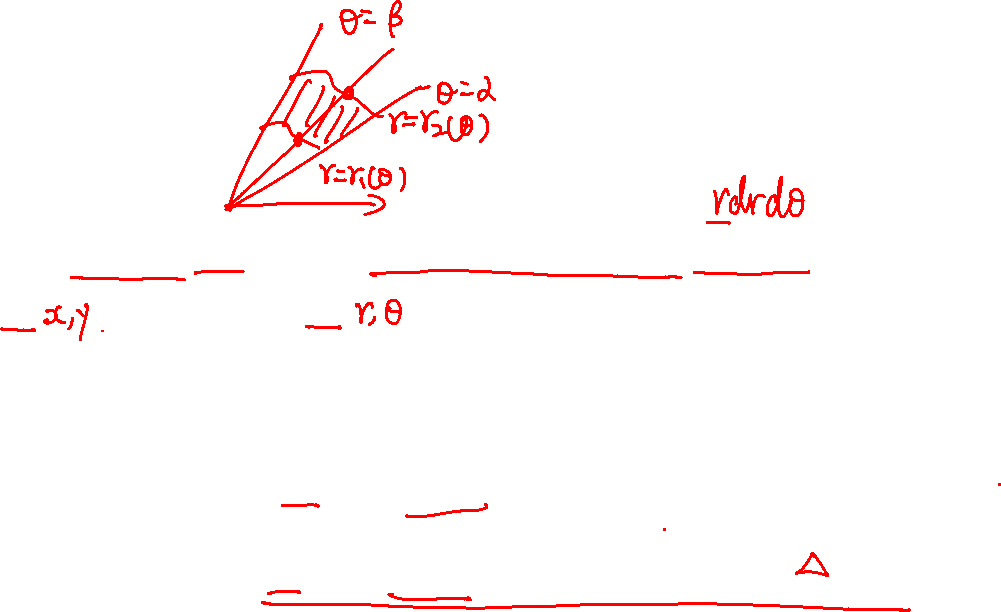 θ=β
θ=α
r=r₂(θ)
r=r₁(θ)
rdrdθ
x,y.
r,θ